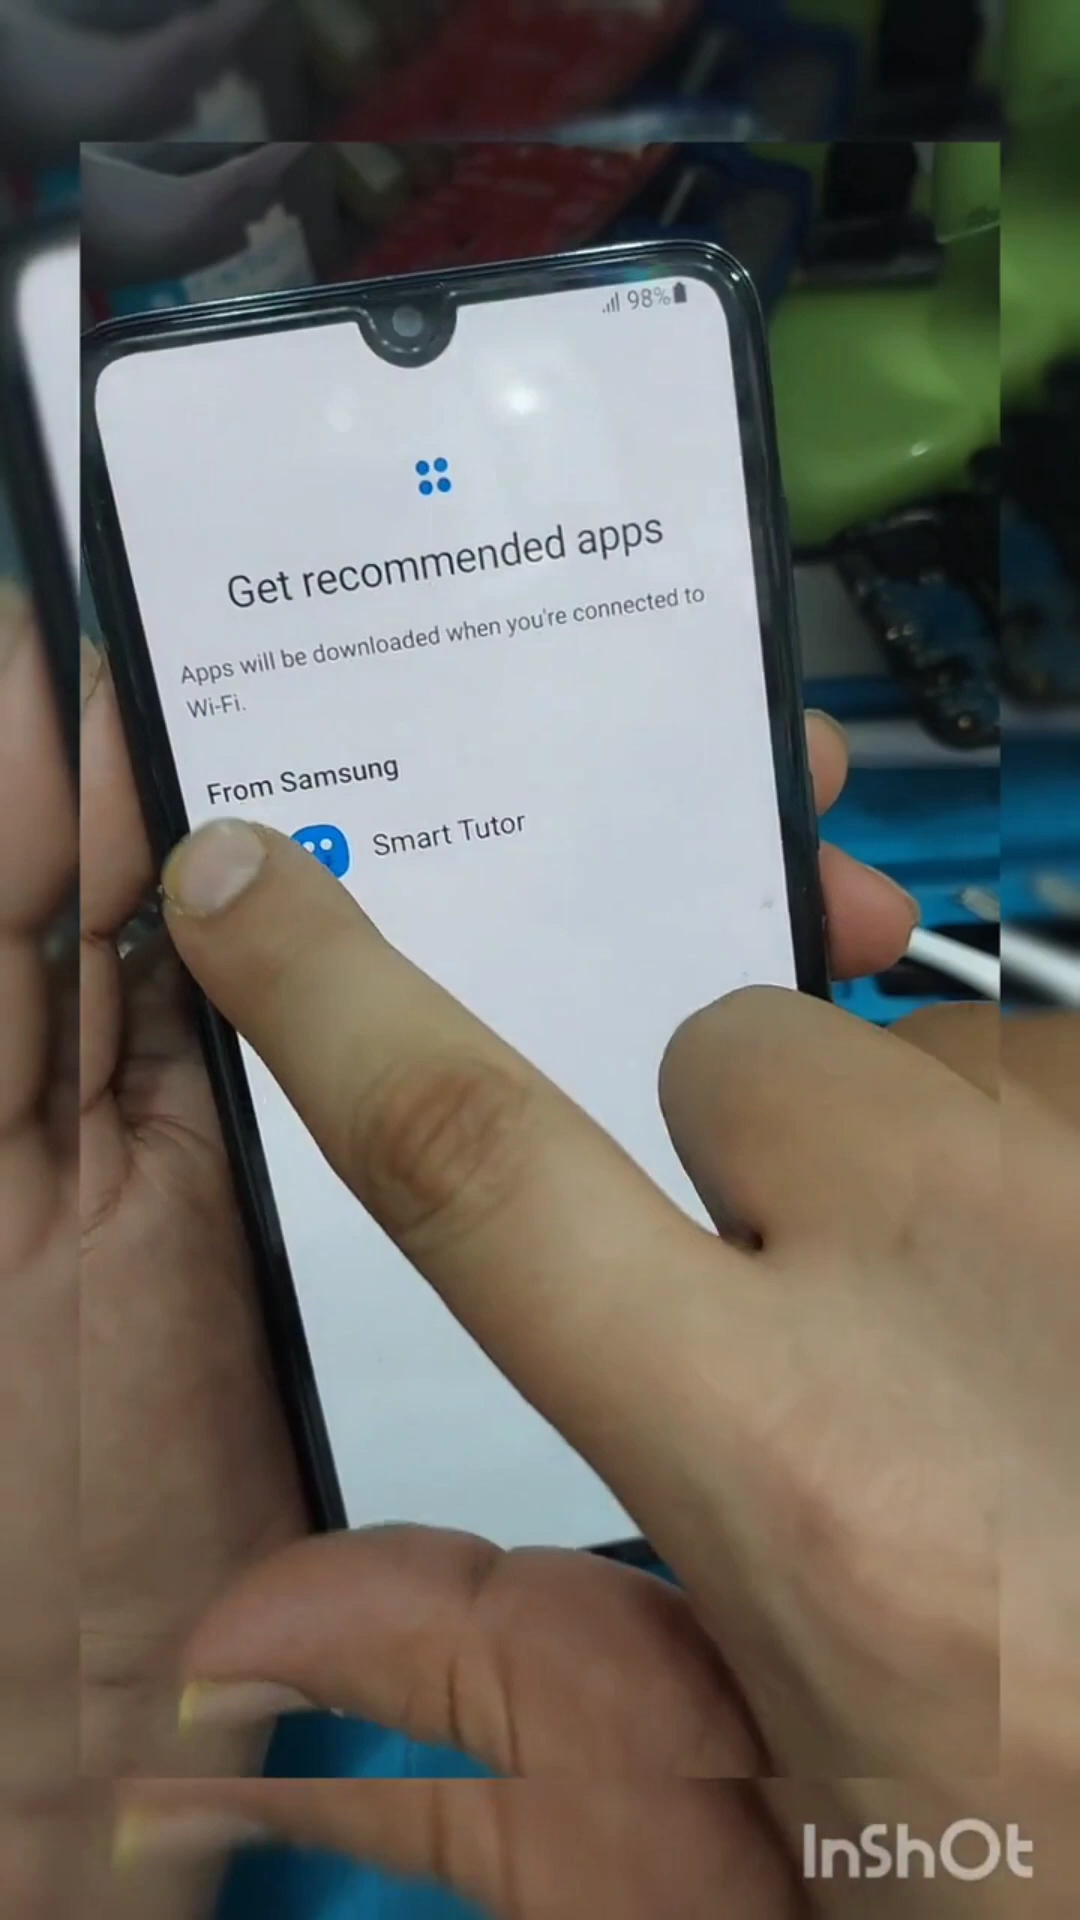 98%
Get recommended apps
Apps will be downloaded when you're connected to
Wi-Fi.
From Samsung
Smart Tutor
InShOt